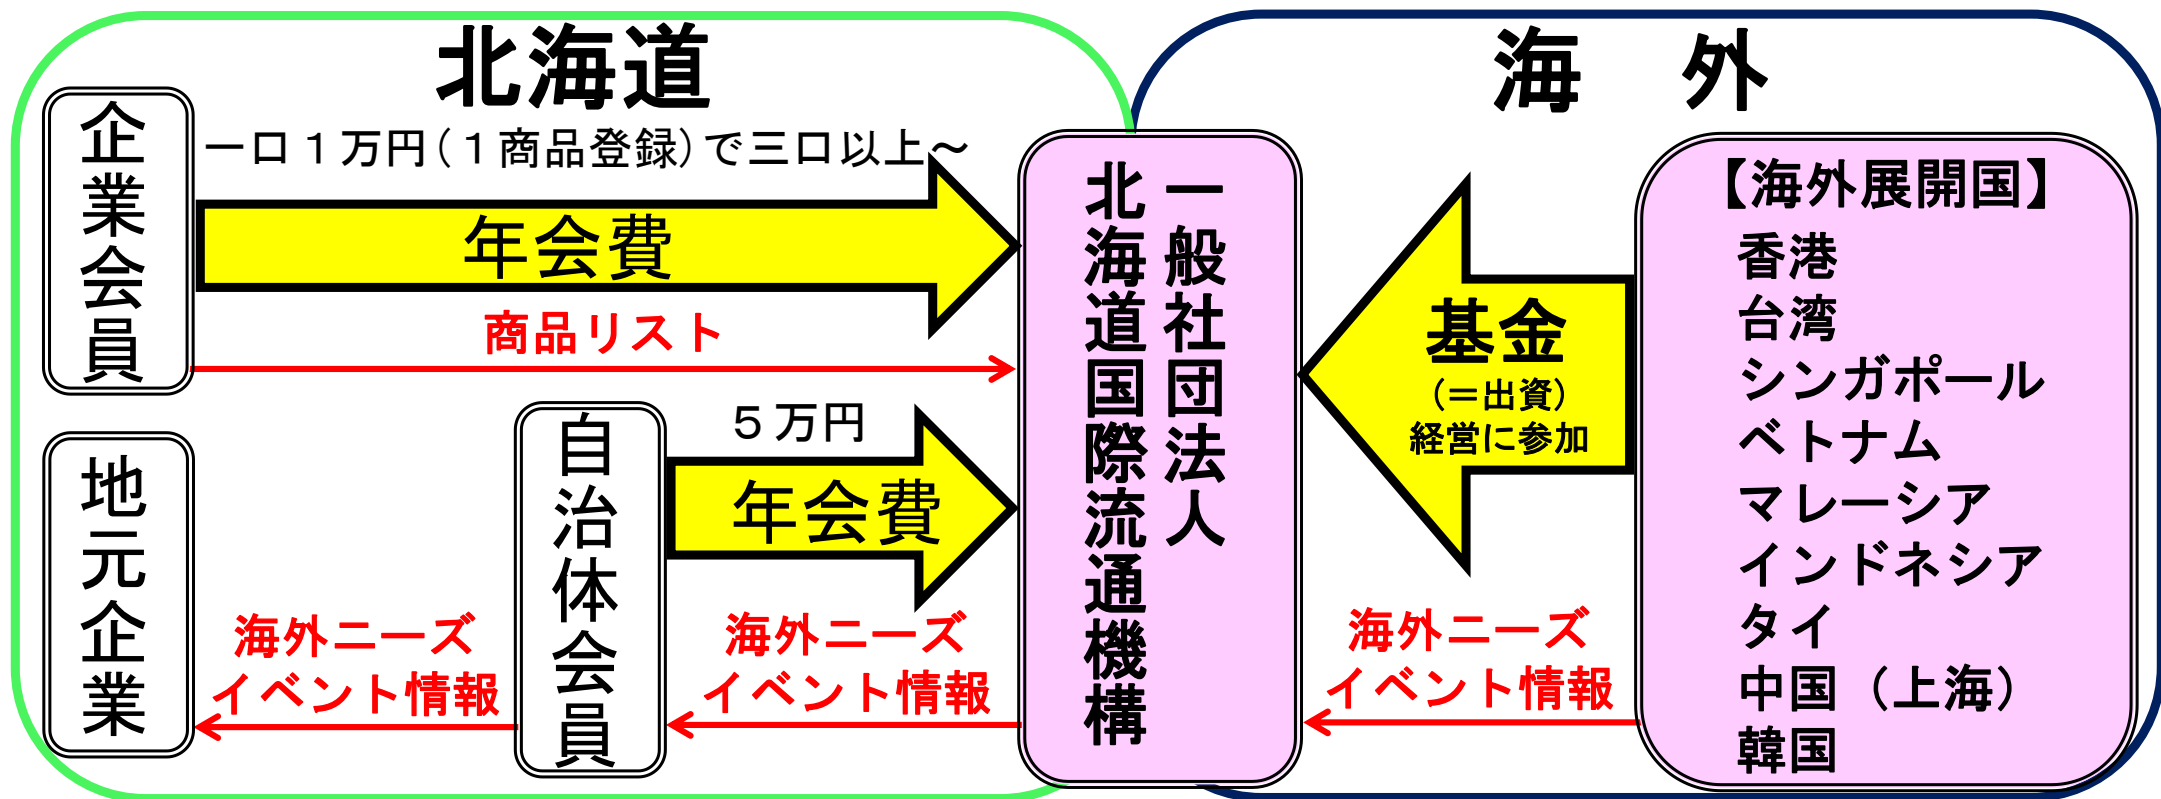 北海道
海　外
企業会員
一口１万円（１商品登録）で三口以上～
年会費
商品リスト
地元企業
自治体会員
５万円
年会費
海外ニーズ
イベント情報
海外ニーズ
イベント情報
一般社団法人
北海道国際流通機構
基金
（＝出資）
経営に参加
海外ニーズ
イベント情報
【海外展開国】
香港
台湾
シンガポール
ベトナム
マレーシア
インドネシア
タイ
中国（上海）
韓国